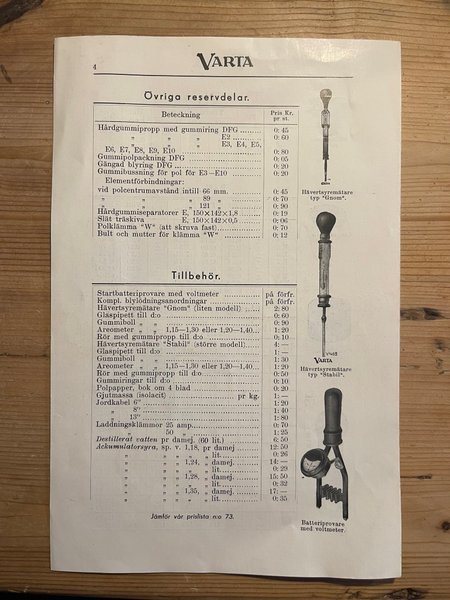 4
VARTA
Övriga reservdelar.
Beteckning Pris Kr. pr st.
Hårdgummipropp med gummiring DFG 0: 45
„ „ „ E2 0: 60
„ „ „ E3, E4, E5,
E6, E7, E8, E9, E10 0: 80
Gummipolpackning DFG 0: 05
Gängad blyring DFG 0: 20
Gummibussning för pol för E3—E10 0: 20
Elementförbindningar:
vid polcentrumavstånd intill 66 mm. 0: 45
„ „ „ 89 „ 0: 70
„ „ „ 121 „ 0: 90
Hårdgummiseparatorer E, 150×142×1,8 0: 19
Slät träskiva E, 150×142×0,5 0: 06
Polklämma "W" (att skruva fast) 0: 70
Bult och mutter för klämma "W" 0: 12
Hävertsyremätare
typ "Gnom".
Tillbehör.
Startbatteriprovare med voltmeter på förfr.
Kompl. blylödningsanordningar på förfr.
Hävertsyremätare "Gnom" (liten modell) 2: 80
Glaspipett till d:o 0: 60
Gummiboll „ „ 0: 90
Areometer „ „ 1,15—1,30 eller 1,20—1,40 1: 20
Rör med gummipropp till d:o 0: 10
Hävertsyremätare "Stabil" (större modell) 4: —
Glaspipett till d:o 1: —
Gummiboll „ „ 1: 30
Areometer „ „ 1,15—1,30 eller 1,20—1,40 1: 20
Rör med gummipropp till d:o 0: 50
Gummiringar till d:o 0: 10
Polpapper, bok om 4 blad 0: 20
Gjutmassa (isolacit) pr kg. 1: —
Jordkabel 6" 1: 20
„ 8" 1: 40
„ 13" 1: 80
Laddningsklämmor 25 amp. 0: 70
„ 50 „ 1: 25
Destillerat vatten pr damej. (60 lit.) 6: 50
Ackumulatorsyra, sp. v. 1,18, pr damej. 12: 50
„ „ „ „ lit. 0: 26
„ „ 1,24, „ damej. 14: —
„ „ „ „ lit. 0: 29
„ „ 1,28, „ damej. 15: 50
„ „ „ „ lit. 0: 32
„ „ 1,35, „ damej. 17: —
„ „ „ „ lit. 0: 35
VARTA
Hävertsyremätare
typ "Stabil".
Batteriprovare
med voltmeter.
Jämför vår prislista n:o 73.